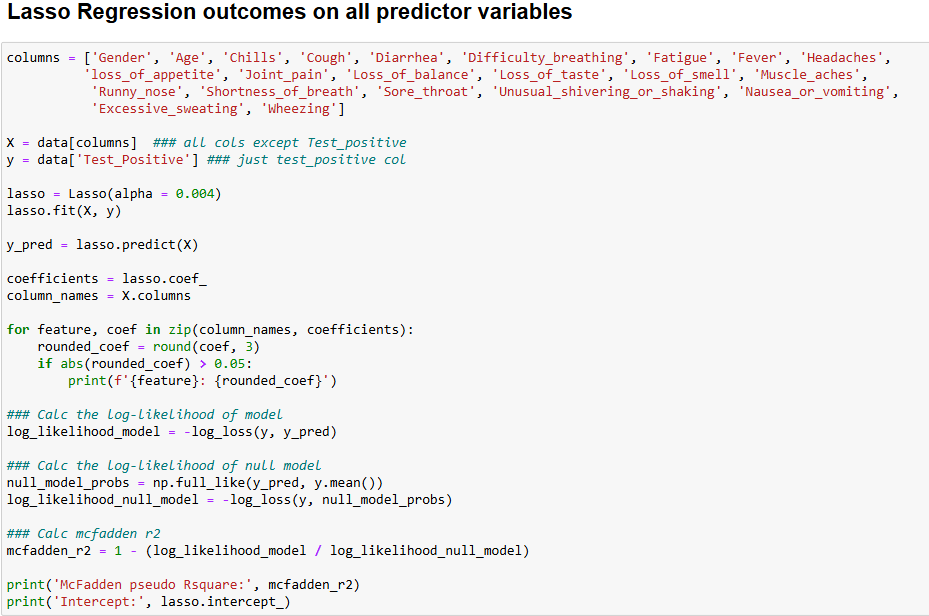 Lasso Regression outcomes on all predictor variables
columns = ['Gender', 'Age', 'Chills', 'Cough', 'Diarrhea', 'Difficulty_breathing', 'Fatigue', 'Fever', 'Headaches',
'loss_of_appetite', 'Joint_pain', 'Loss_of_balance', 'Loss_of_taste', 'Loss_of_smell', 'Muscle_aches',
'Runny_nose', 'Shortness_of_breath', 'Sore_throat', 'Unusual_shivering_or_shaking', 'Nausea_or_vomiting',
'Excessive_sweating', 'Wheezing']
X = data[columns]  ### all cols except Test_positive
y = data['Test_Positive'] ### just test_positive col
lasso = Lasso(alpha = 0.004)
lasso.fit(X, y)
y_pred = lasso.predict(X)
coefficients = lasso.coef_
column_names = X.columns
for feature, coef in zip(column_names, coefficients):
    rounded_coef = round(coef, 3)
    if abs(rounded_coef) > 0.05:
        print(f'{feature}: {rounded_coef}')
### Calc the log-likelihood of model
log_likelihood_model = -log_loss(y, y_pred)
### Calc the log-likelihood of null model
null_model_probs = np.full_like(y_pred, y.mean())
log_likelihood_null_model = -log_loss(y, null_model_probs)
### Calc mcfadden r2
mcfadden_r2 = 1 - (log_likelihood_model / log_likelihood_null_model)
print('McFadden pseudo Rsquare:', mcfadden_r2)
print('Intercept:', lasso.intercept_)